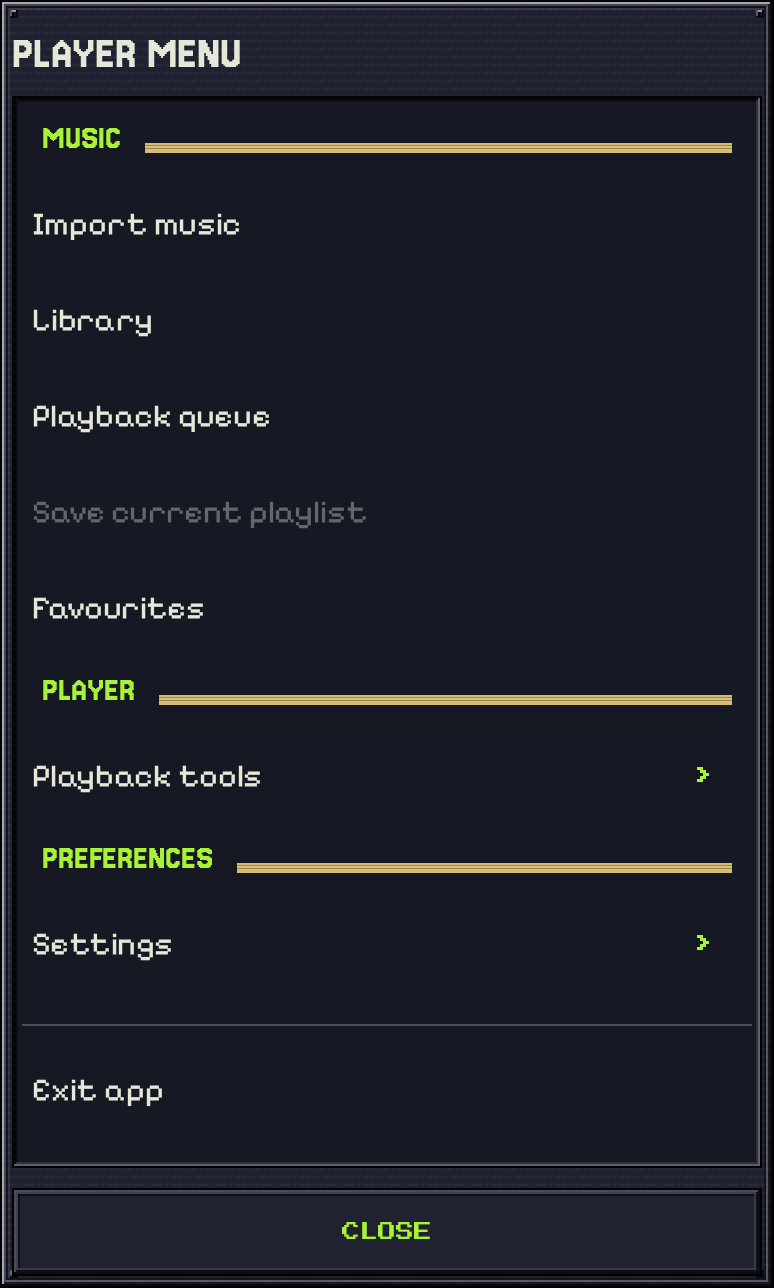 PLAYER MENU
MUSIC
Import music
Library
Playback queue
Save current playlist
Favourites
PLAYER
Playback tools >
PREFERENCES
Settings >
Exit app
CLOSE